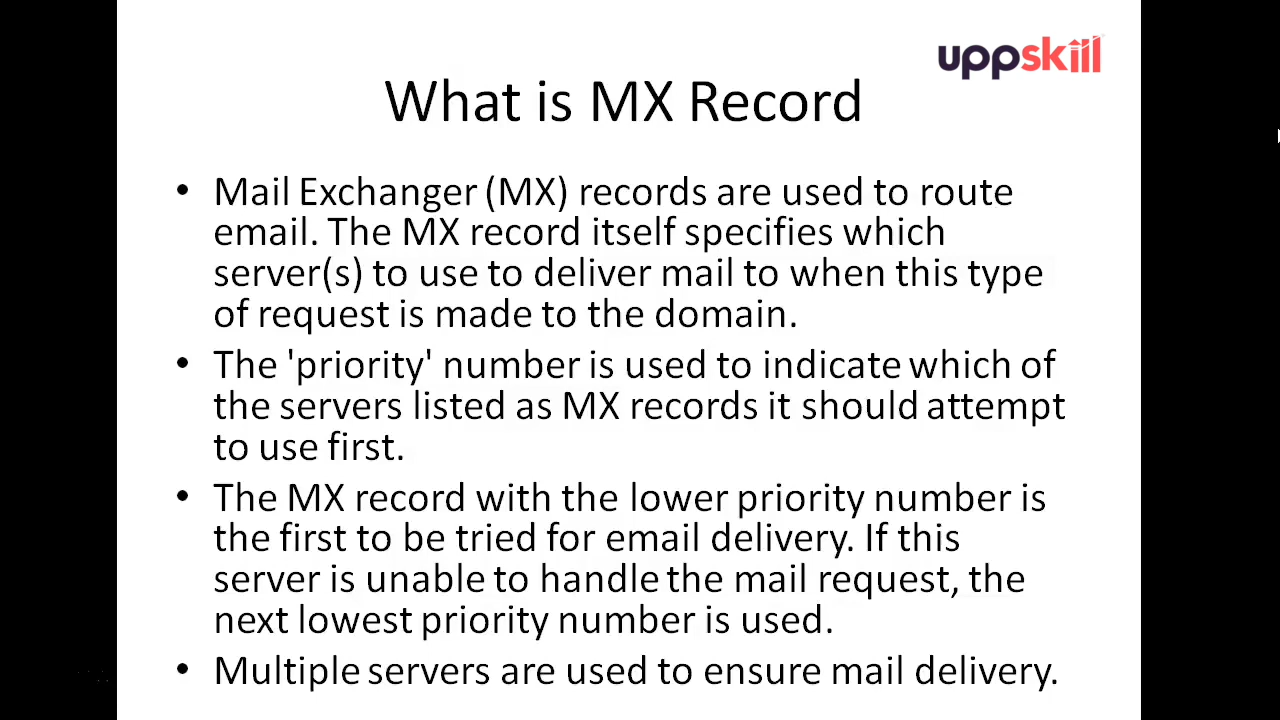 uppskill
What is MX Record
• Mail Exchanger (MX) records are used to route
email. The MX record itself specifies which
server(s) to use to deliver mail to when this type
of request is made to the domain.
• The 'priority' number is used to indicate which of
the servers listed as MX records it should attempt
to use first.
• The MX record with the lower priority number is
the first to be tried for email delivery. If this
server is unable to handle the mail request, the
next lowest priority number is used.
• Multiple servers are used to ensure mail delivery.